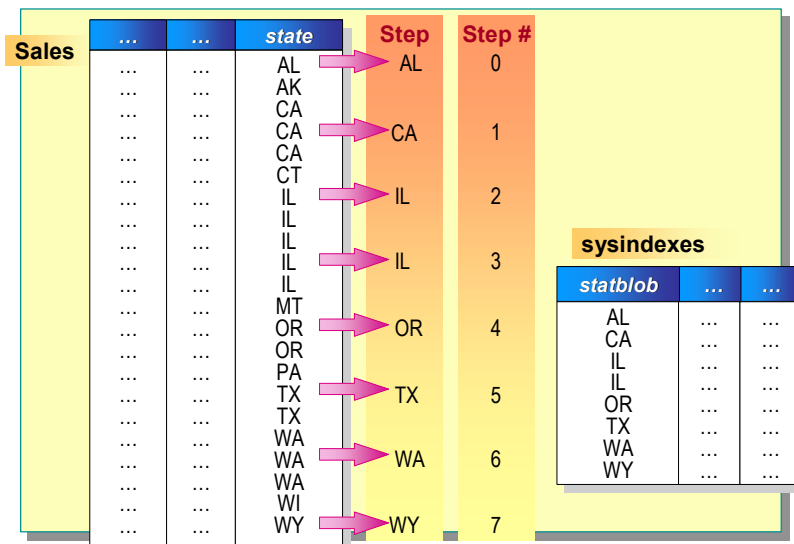 Sales
… … state Step Step #
… … AL AL 0
… … AK
… … CA
… … CA CA 1
… … CA
… … CT
… … IL IL 2
… … IL
… … IL
… … IL IL 3
… … IL
… … MT
… … OR OR 4
… … OR
… … PA
… … TX TX 5
… … TX
… … WA
… … WA WA 6
… … WA
… … WI
… … WY WY 7
sysindexes
statblob … …
AL … …
CA … …
IL … …
IL … …
OR … …
TX … …
WA … …
WY … …